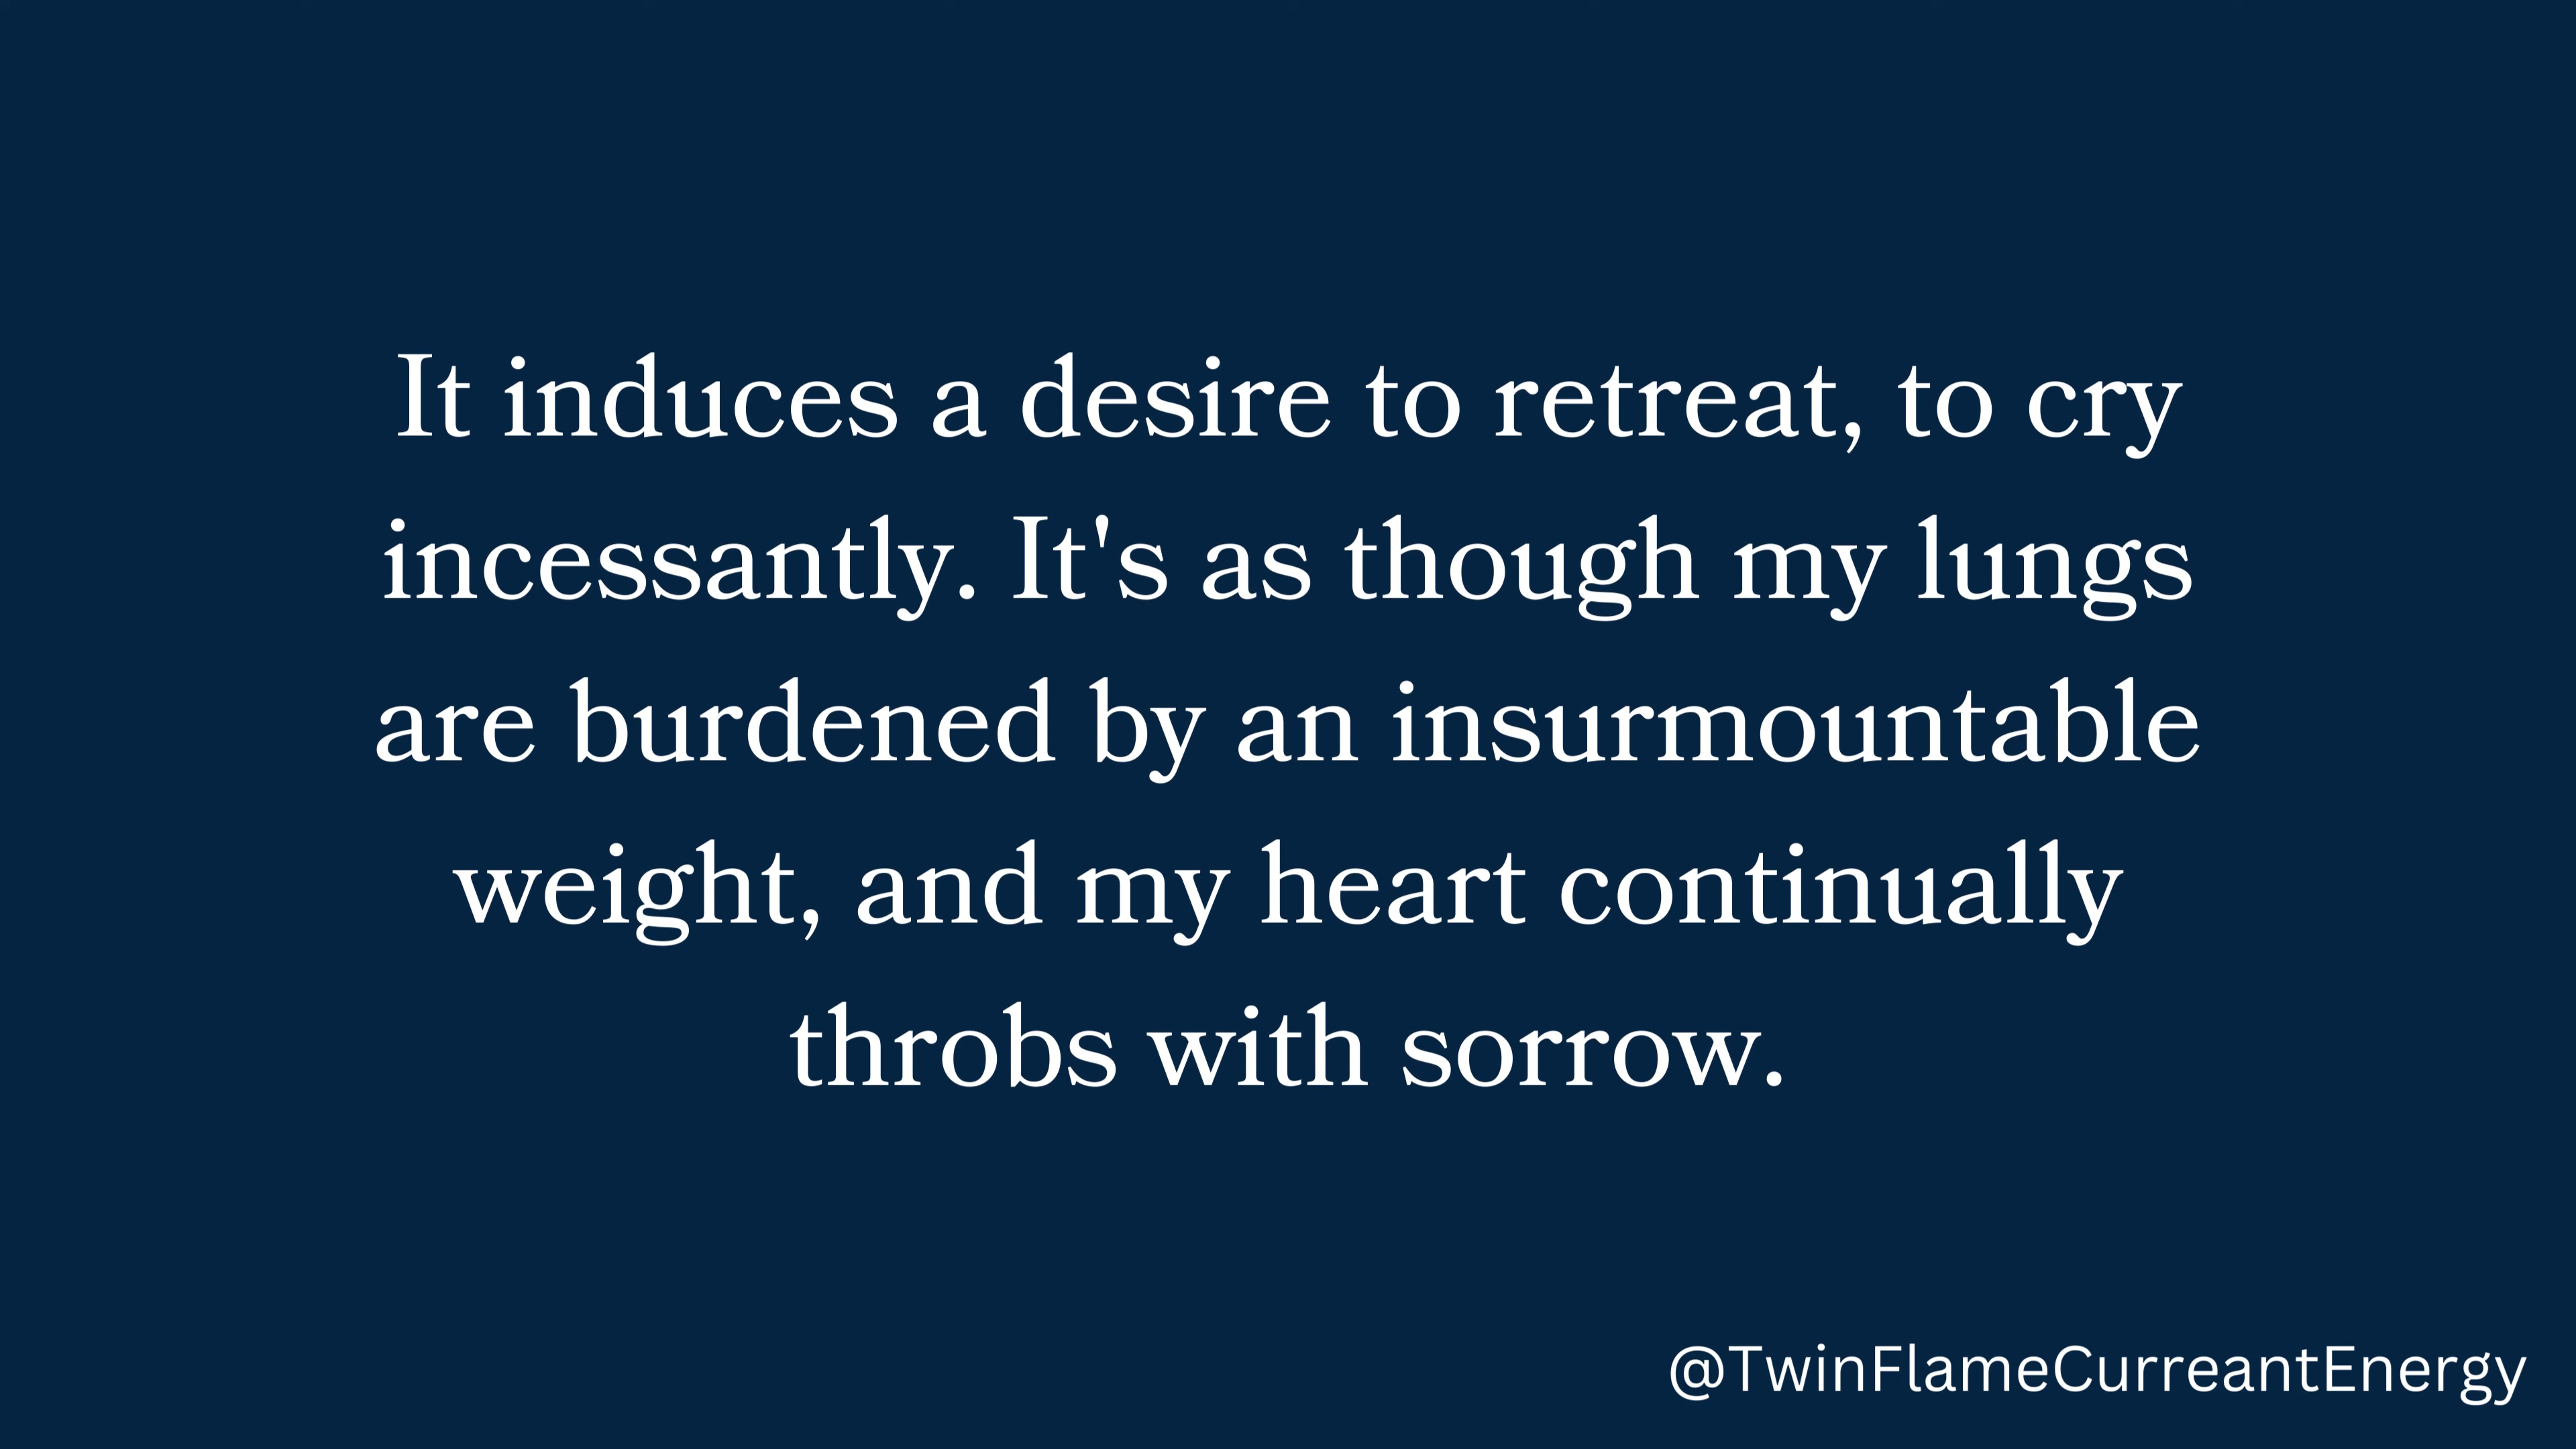 It induces a desire to retreat, to cry
incessantly. It's as though my lungs
are burdened by an insurmountable
weight, and my heart continually
throbs with sorrow.
@TwinFlameCurreantEnergy